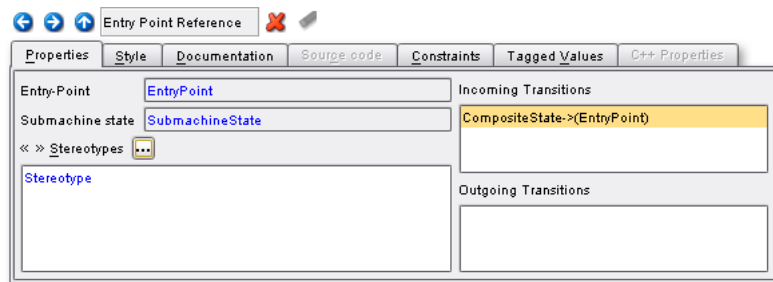 Entry Point Reference
Properties Style Documentation Source code Constraints Tagged Values C++ Properties
Entry-Point EntryPoint
Submachine state SubmachineState
« » Stereotypes ...
Stereotype
Incoming Transitions
CompositeState->(EntryPoint)
Outgoing Transitions